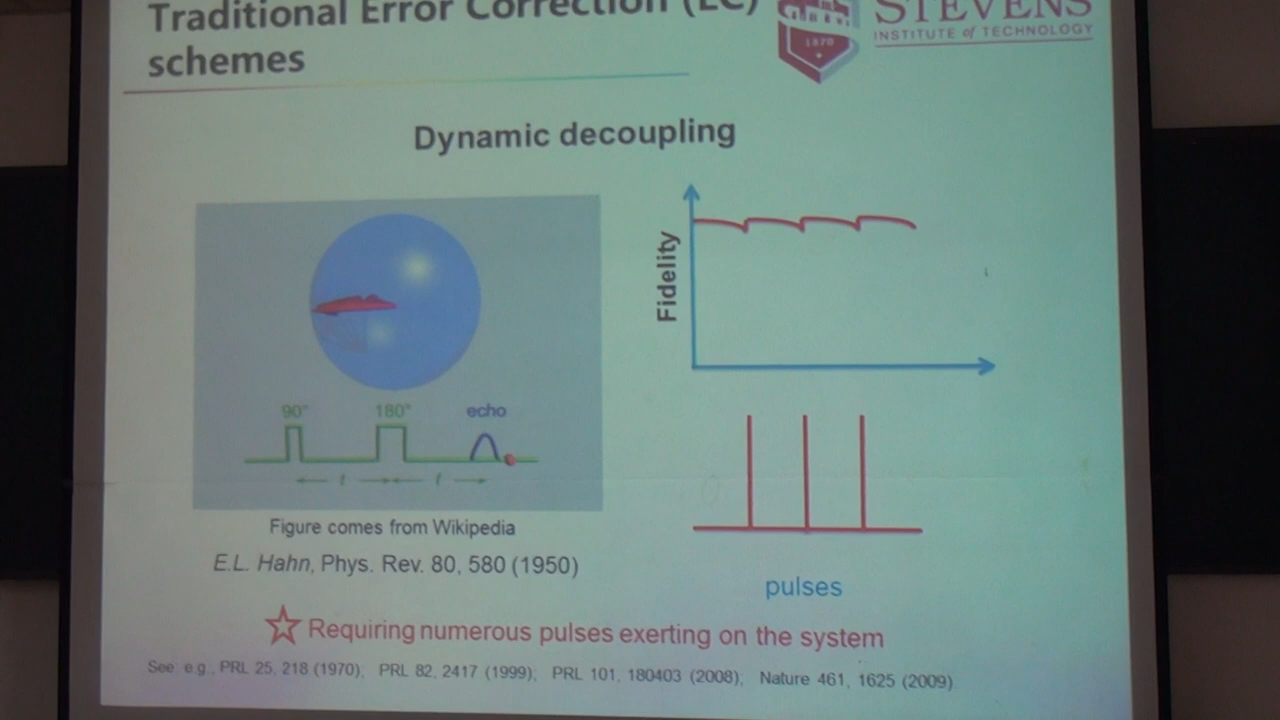 Traditional Error Correction (EC)
schemes
STEVENS
INSTITUTE of TECHNOLOGY
1870
Dynamic decoupling
Fidelity
90°
180°
echo
t
t
Figure comes from Wikipedia
E.L. Hahn, Phys. Rev. 80, 580 (1950)
pulses
Requiring numerous pulses exerting on the system
See: e.g., PRL 25, 218 (1970); PRL 82, 2417 (1999); PRL 101, 180403 (2008); Nature 461, 1625 (2009).